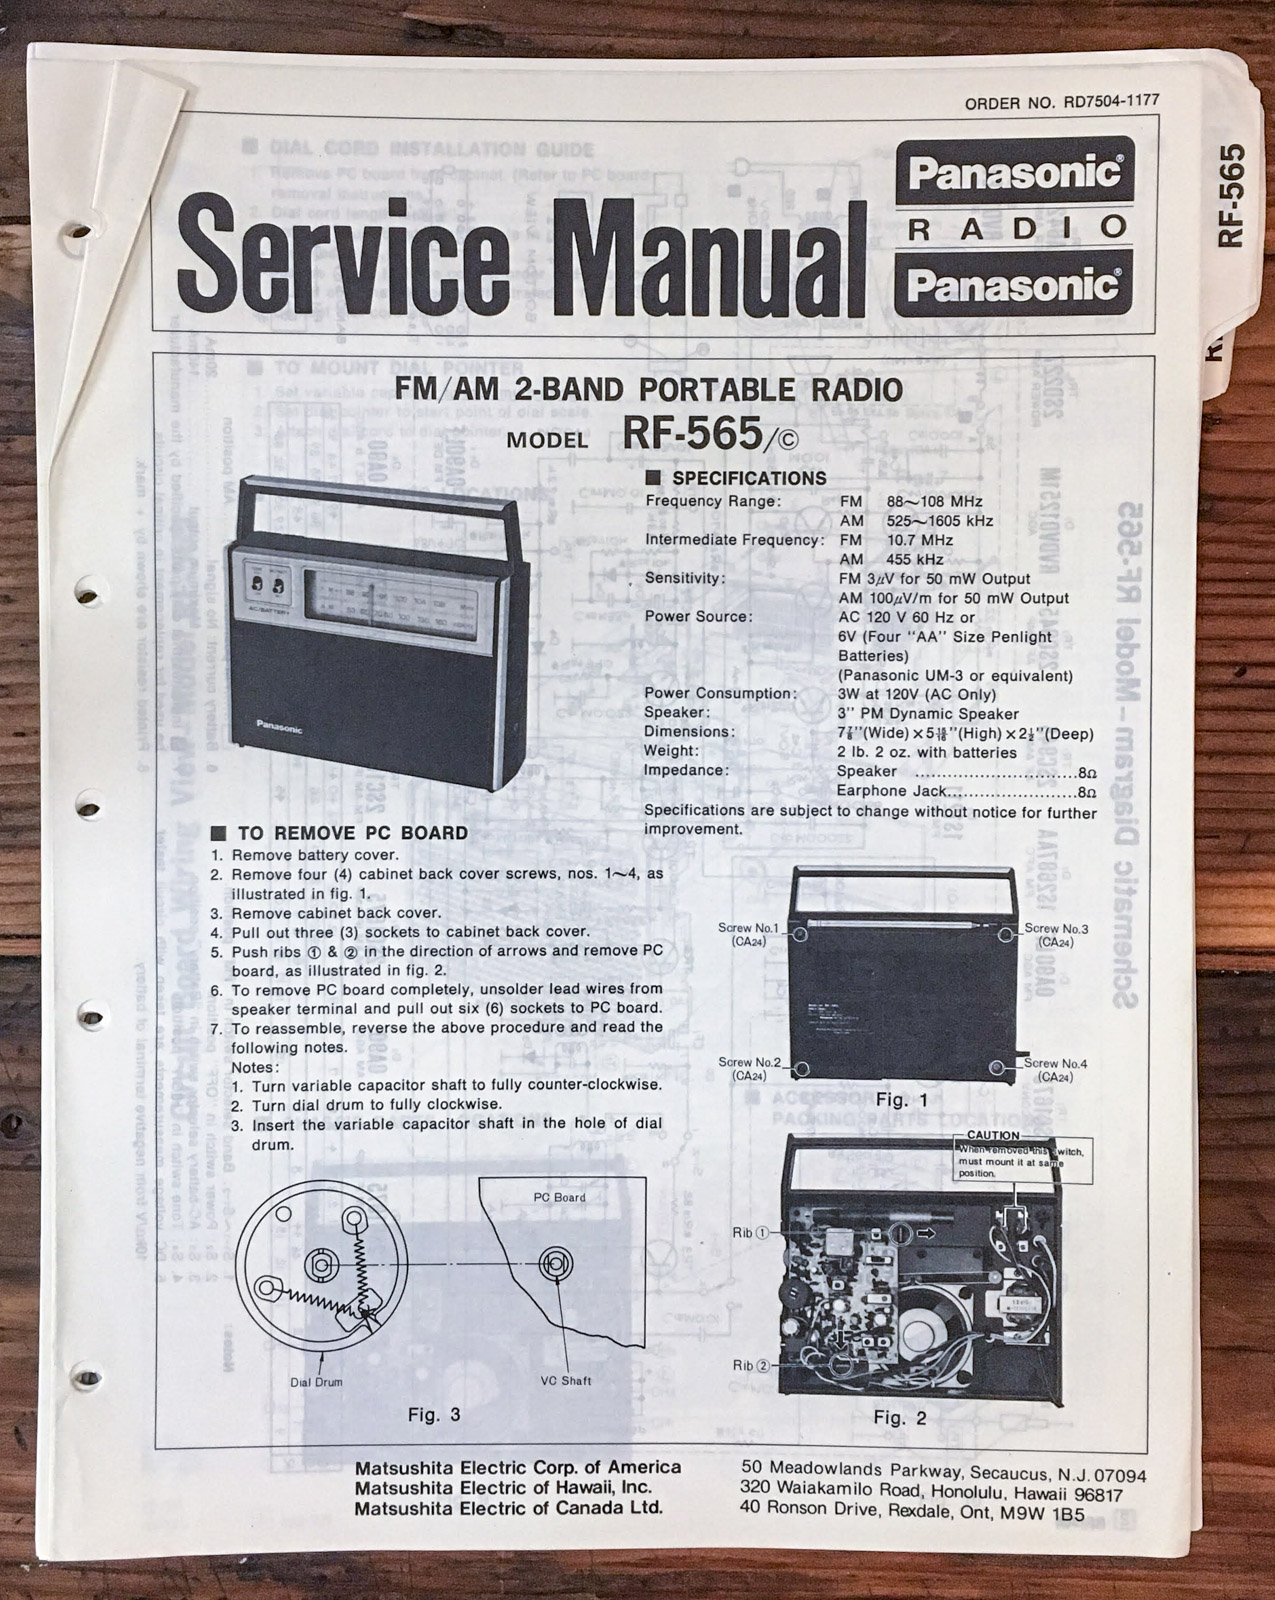 ORDER NO. RD7504-1177
Service Manual
Panasonic®
RADIO
Panasonic®
RF-565
FM/AM 2-BAND PORTABLE RADIO
MODEL RF-565/Ⓒ
Panasonic
AC/BATTERY
■ SPECIFICATIONS
Frequency Range: FM 88~108 MHz
AM 525~1605 kHz
Intermediate Frequency: FM 10.7 MHz
AM 455 kHz
Sensitivity: FM 3μV for 50 mW Output
AM 100μV/m for 50 mW Output
Power Source: AC 120 V 60 Hz or
6V (Four "AA" Size Penlight
Batteries)
(Panasonic UM-3 or equivalent)
Power Consumption: 3W at 120V (AC Only)
Speaker: 3" PM Dynamic Speaker
Dimensions: (Wide) × (High) × 2½"(Deep)
Weight: 2 lb. 2 oz. with batteries
Impedance: Speaker ............................8Ω
Earphone Jack.......................8Ω
Specifications are subject to change without notice for further
improvement.
■ TO REMOVE PC BOARD
1. Remove battery cover.
2. Remove four (4) cabinet back cover screws, nos. 1~4, as
illustrated in fig. 1.
3. Remove cabinet back cover.
4. Pull out three (3) sockets to cabinet back cover.
5. Push ribs ① & ② in the direction of arrows and remove PC
board, as illustrated in fig. 2.
6. To remove PC board completely, unsolder lead wires from
speaker terminal and pull out six (6) sockets to PC board.
7. To reassemble, reverse the above procedure and read the
following notes.
Notes:
1. Turn variable capacitor shaft to fully counter-clockwise.
2. Turn dial drum to fully clockwise.
3. Insert the variable capacitor shaft in the hole of dial
drum.
Screw No.1
(CA24)
Screw No.3
(CA24)
Screw No.2
(CA24)
Screw No.4
(CA24)
Fig. 1
CAUTION
When removed this switch,
must mount it at same
position.
Rib ①
Rib ②
Fig. 2
PC Board
Dial Drum
VC Shaft
Fig. 3
Matsushita Electric Corp. of America 50 Meadowlands Parkway, Secaucus, N.J. 07094
Matsushita Electric of Hawaii, Inc. 320 Waiakamilo Road, Honolulu, Hawaii 96817
Matsushita Electric of Canada Ltd. 40 Ronson Drive, Rexdale, Ont, M9W 1B5